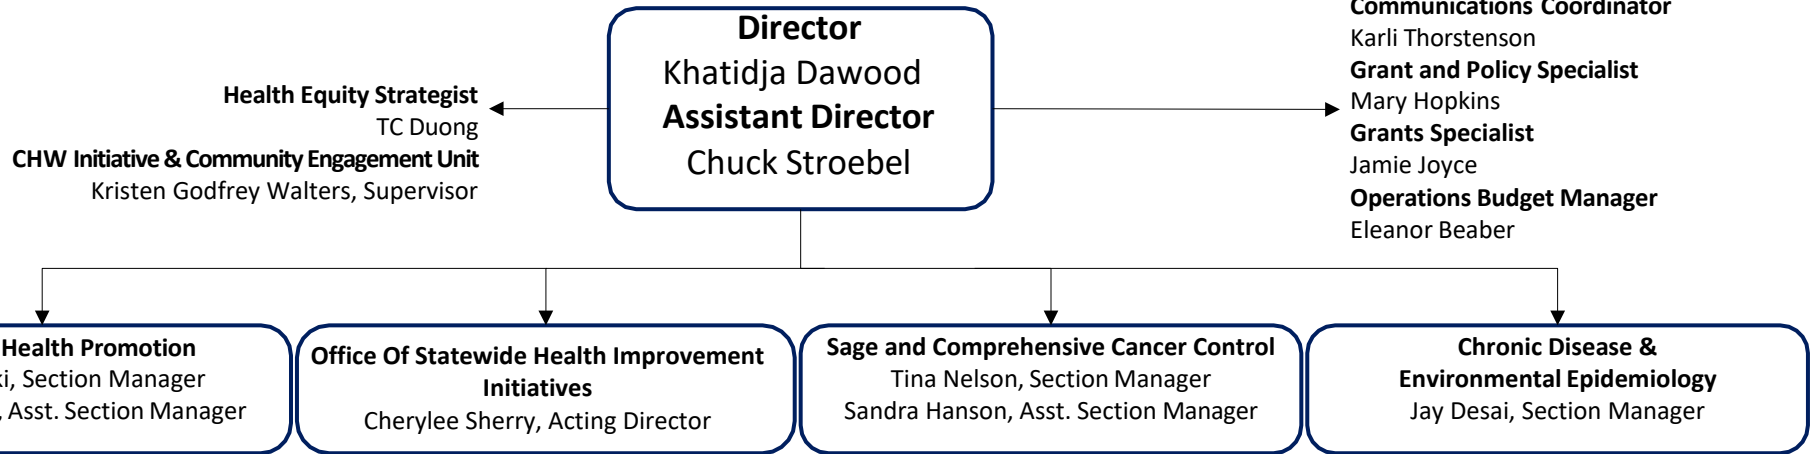 Director
Khatidja Dawood
Assistant Director
Chuck Stroebel
Health Equity Strategist
TC Duong
CHW Initiative & Community Engagement Unit
Kristen Godfrey Walters, Supervisor
Communications Coordinator
Karli Thorstenson
Grant and Policy Specialist
Mary Hopkins
Grants Specialist
Jamie Joyce
Operations Budget Manager
Eleanor Beaber
Health Promotion
, Section Manager
, Asst. Section Manager
Office Of Statewide Health Improvement
Initiatives
Cherylee Sherry, Acting Director
Sage and Comprehensive Cancer Control
Tina Nelson, Section Manager
Sandra Hanson, Asst. Section Manager
Chronic Disease &
Environmental Epidemiology
Jay Desai, Section Manager